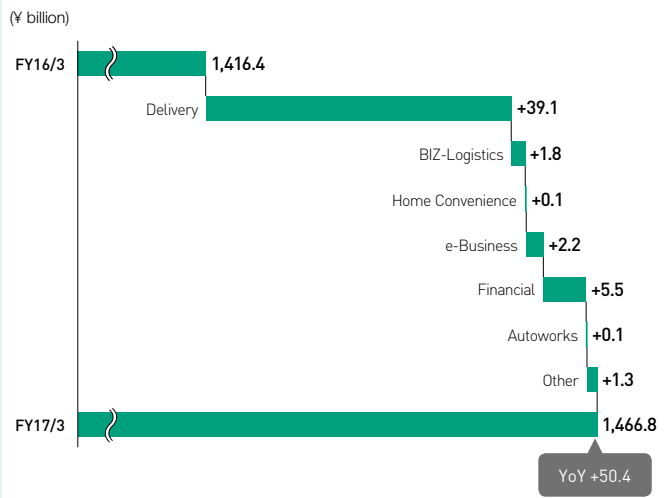 (¥ billion)
FY16/3 1,416.4
Delivery +39.1
BIZ-Logistics +1.8
Home Convenience +0.1
e-Business +2.2
Financial +5.5
Autoworks +0.1
Other +1.3
FY17/3 1,466.8
YoY +50.4